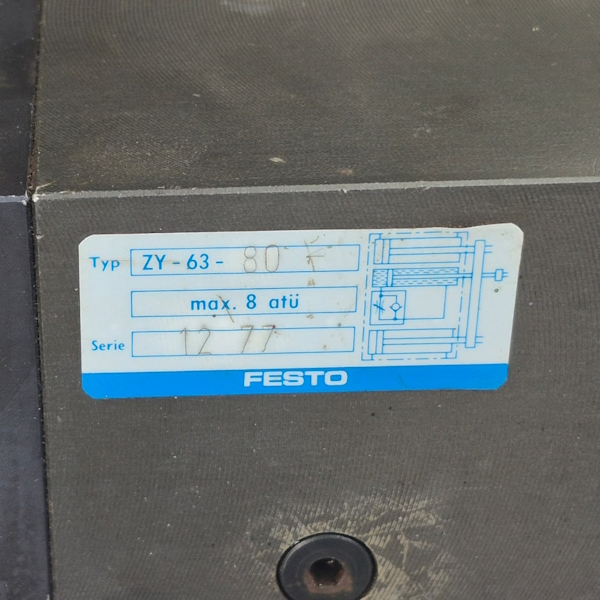 Typ ZY-63- 80 F
max. 8 atü
Serie 12 77
FESTO